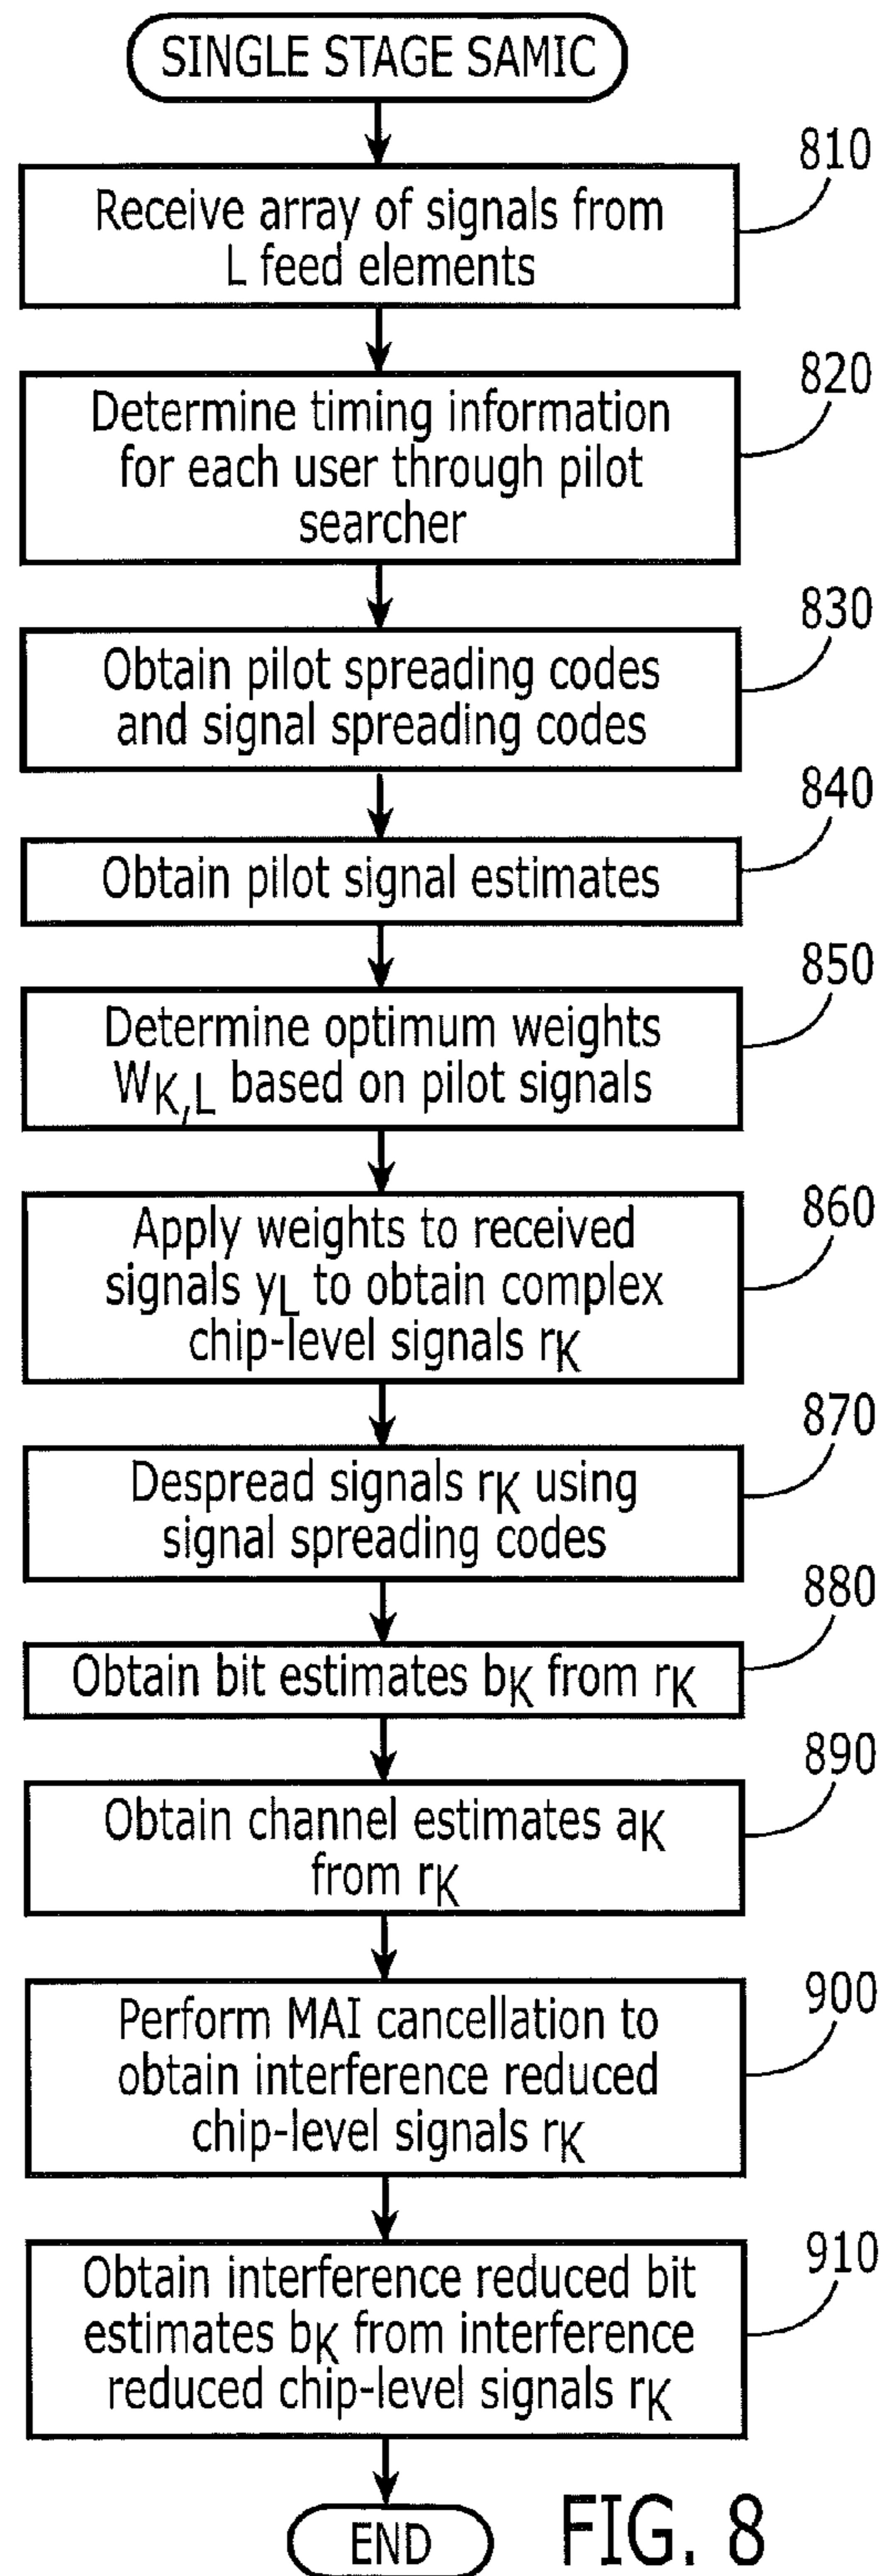 SINGLE STAGE SAMIC
810
Receive array of signals from
L feed elements
820
Determine timing information
for each user through pilot
searcher
830
Obtain pilot spreading codes
and signal spreading codes
840
Obtain pilot signal estimates
850
Determine optimum weights
WK,L based on pilot signals
860
Apply weights to received
signals yL to obtain complex
chip-level signals rK
870
Despread signals rK using
signal spreading codes
880
Obtain bit estimates bK from rK
890
Obtain channel estimates aK
from rK
900
Perform MAI cancellation to
obtain interference reduced
chip-level signals rK
910
Obtain interference reduced bit
estimates bK from interference
reduced chip-level signals rK
END
FIG. 8